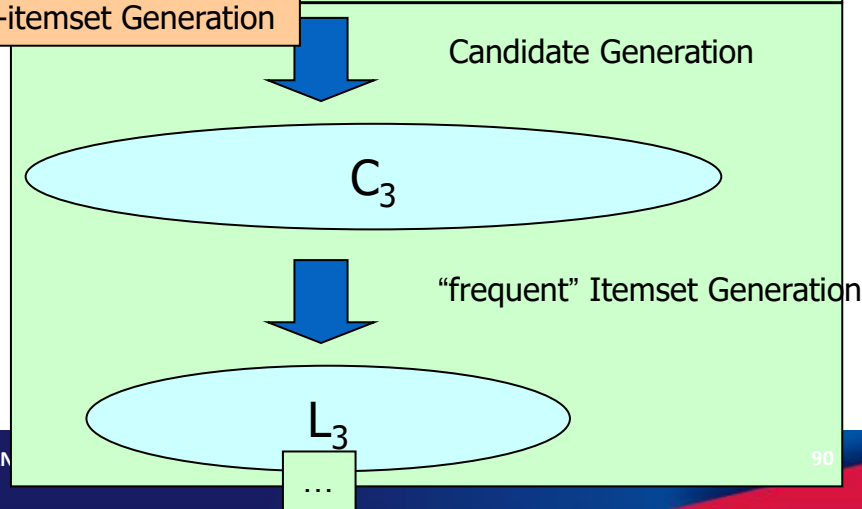 -itemset Generation
Candidate Generation
C₃
“frequent” Itemset Generation
L₃
N
90
…